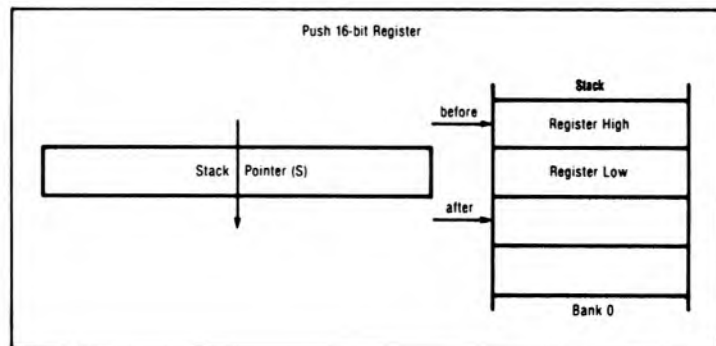 Push 16-bit Register
Stack
before
Register High
Stack Pointer (S)
Register Low
after
Bank 0